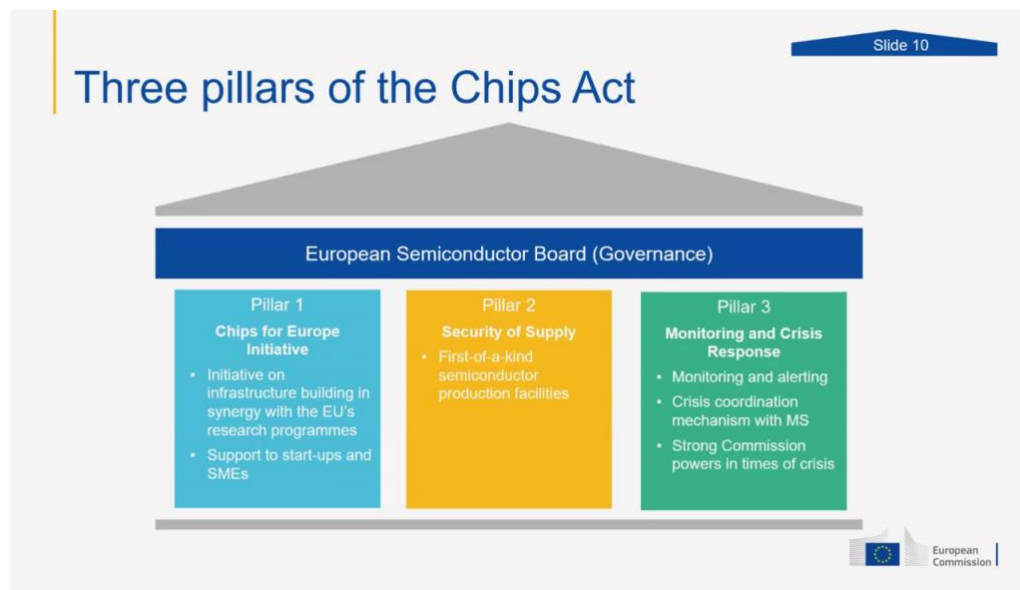 Slide 10
Three pillars of the Chips Act
European Semiconductor Board (Governance)
Pillar 1
Chips for Europe
Initiative
• Initiative on
infrastructure building in
synergy with the EU's
research programmes
• Support to start-ups and
SMEs
Pillar 2
Security of Supply
• First-of-a-kind
semiconductor
production facilities
Pillar 3
Monitoring and Crisis
Response
• Monitoring and alerting
• Crisis coordination
mechanism with MS
• Strong Commission
powers in times of crisis
European
Commission